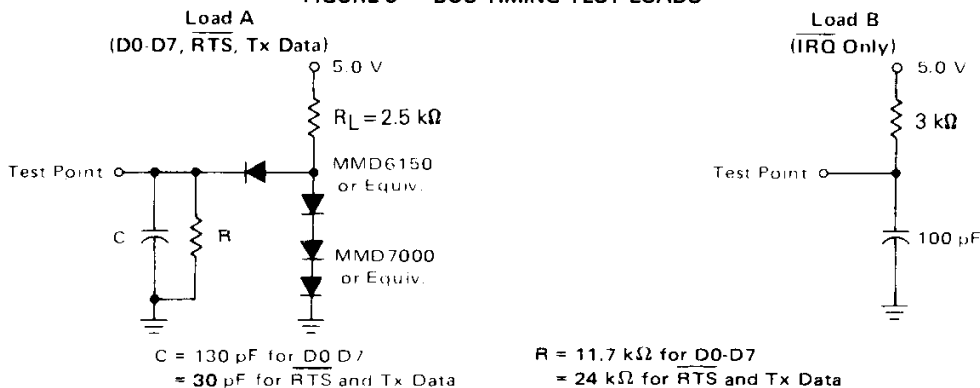 Load A
(D0-D7, RTS, Tx Data)
5.0 V
RL = 2.5 kΩ
Test Point
MMD6150
or Equiv.
C
R
MMD7000
or Equiv.
C = 130 pF for D0 D7
= 30 pF for RTS and Tx Data
Load B
(IRQ Only)
5.0 V
3 kΩ
Test Point
100 pF
R = 11.7 kΩ for D0-D7
= 24 kΩ for RTS and Tx Data